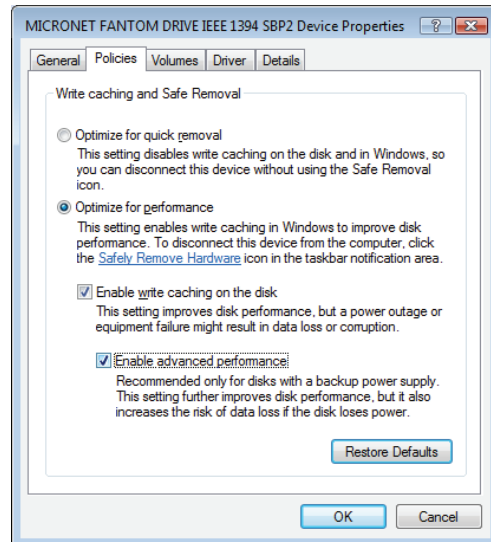 MICRONET FANTOM DRIVE IEEE 1394 SBP2 Device Properties
General Policies Volumes Driver Details
Write caching and Safe Removal
Optimize for quick removal
This setting disables write caching on the disk and in Windows, so
you can disconnect this device without using the Safe Removal
icon.
Optimize for performance
This setting enables write caching in Windows to improve disk
performance. To disconnect this device from the computer, click
the Safely Remove Hardware icon in the taskbar notification area.
Enable write caching on the disk
This setting improves disk performance, but a power outage or
equipment failure might result in data loss or corruption.
Enable advanced performance
Recommended only for disks with a backup power supply.
This setting further improves disk performance, but it also
increases the risk of data loss if the disk loses power.
Restore Defaults
OK Cancel